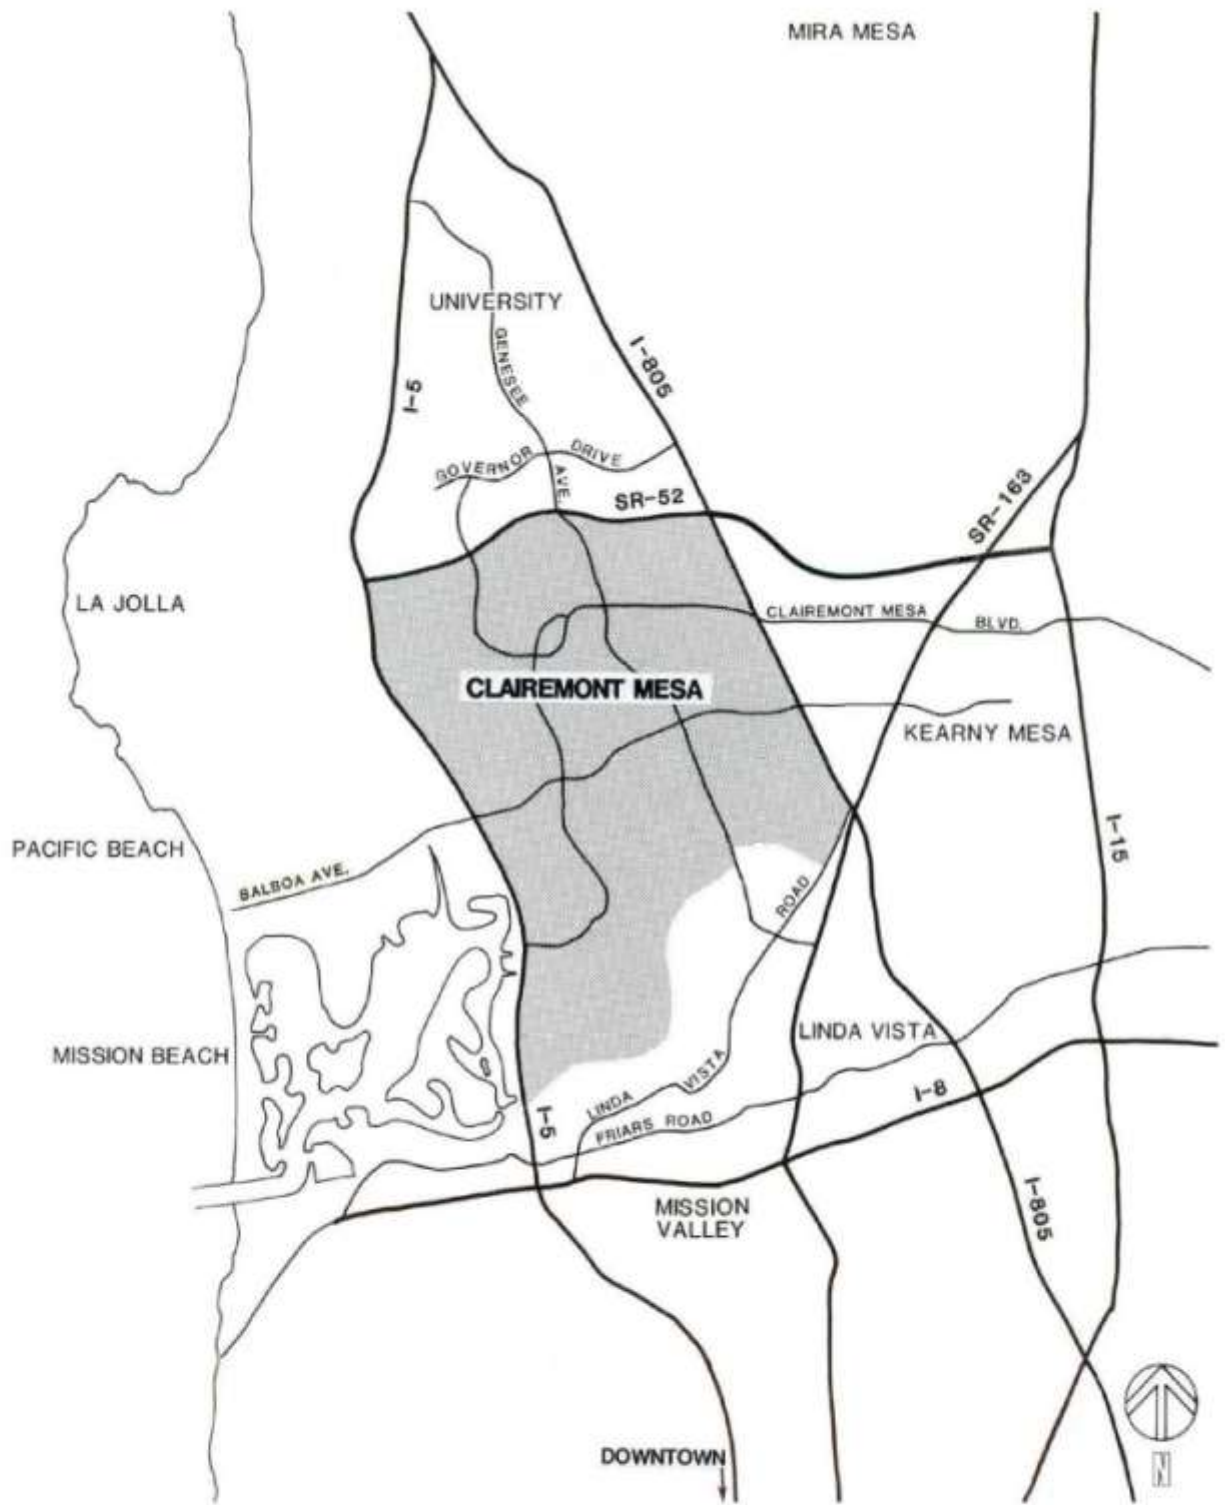 MIRA MESA
UNIVERSITY
GENESEE
AVE.
I-805
I-5
GOVERNOR DRIVE
SR-52
SR-163
LA JOLLA
CLAIREMONT MESA BLVD.
CLAIREMONT MESA
KEARNY MESA
PACIFIC BEACH
BALBOA AVE.
I-15
ROAD
MISSION BEACH
LINDA VISTA
LINDA VISTA
I-8
I-5
FRIARS ROAD
MISSION
VALLEY
I-805
DOWNTOWN
N